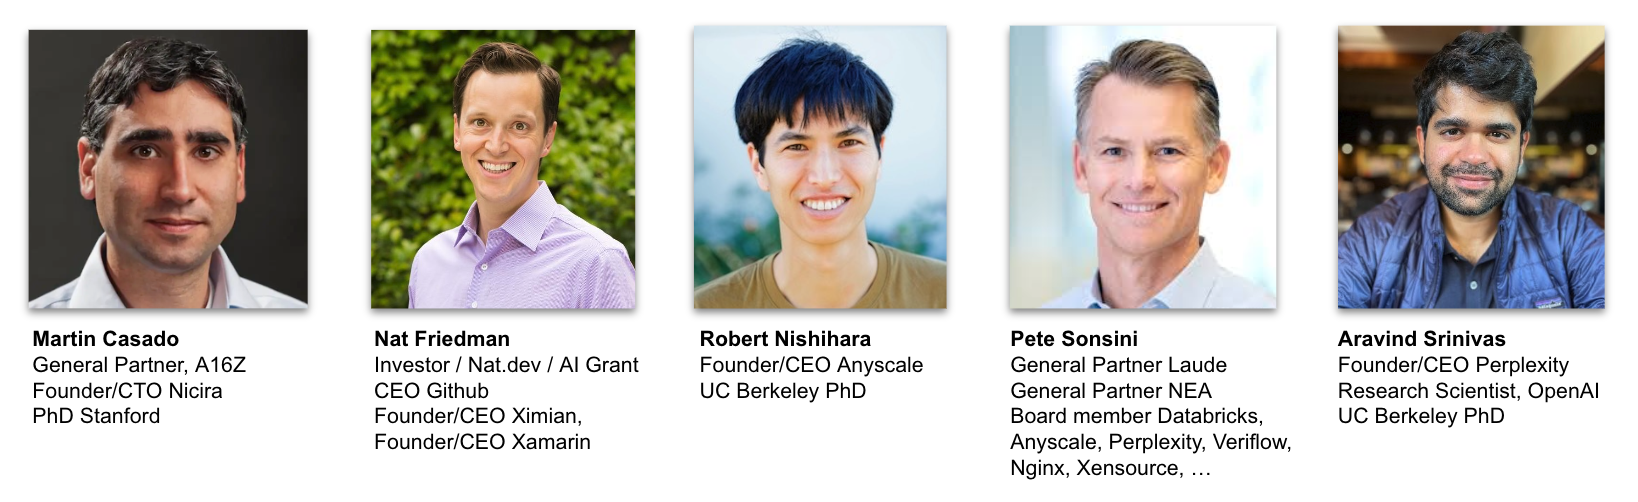 Martin Casado
General Partner, A16Z
Founder/CTO Nicira
PhD Stanford
Nat Friedman
Investor / Nat.dev / AI Grant
CEO Github
Founder/CEO Ximian,
Founder/CEO Xamarin
Robert Nishihara
Founder/CEO Anyscale
UC Berkeley PhD
Pete Sonsini
General Partner Laude
General Partner NEA
Board member Databricks,
Anyscale, Perplexity, Veriflow,
Nginx, Xensource, …
Aravind Srinivas
Founder/CEO Perplexity
Research Scientist, OpenAI
UC Berkeley PhD